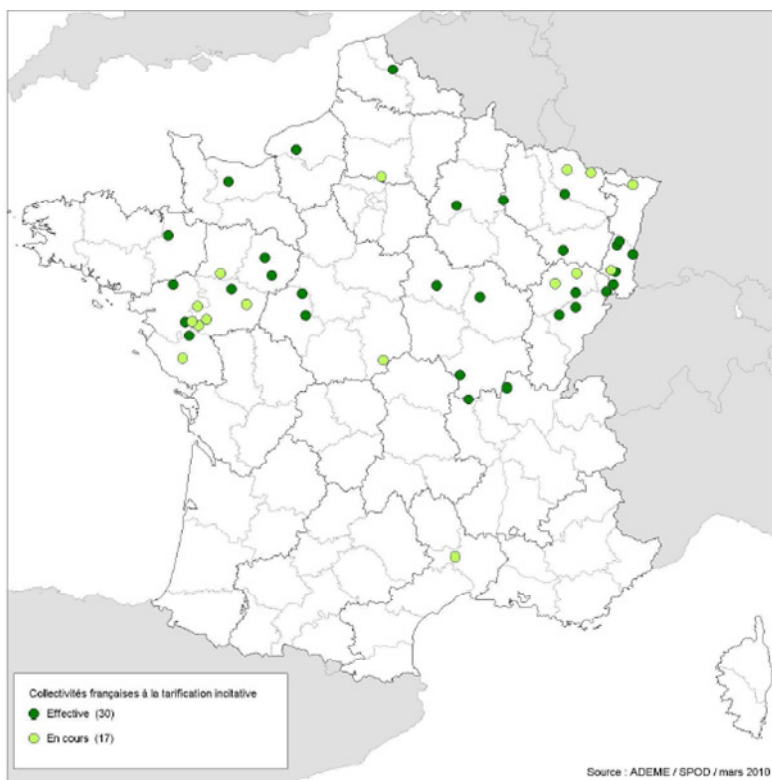 Collectivités françaises à la tarification incitative
Effective (30)
En cours (17)
Source : ADEME / SPOD / mars 2010